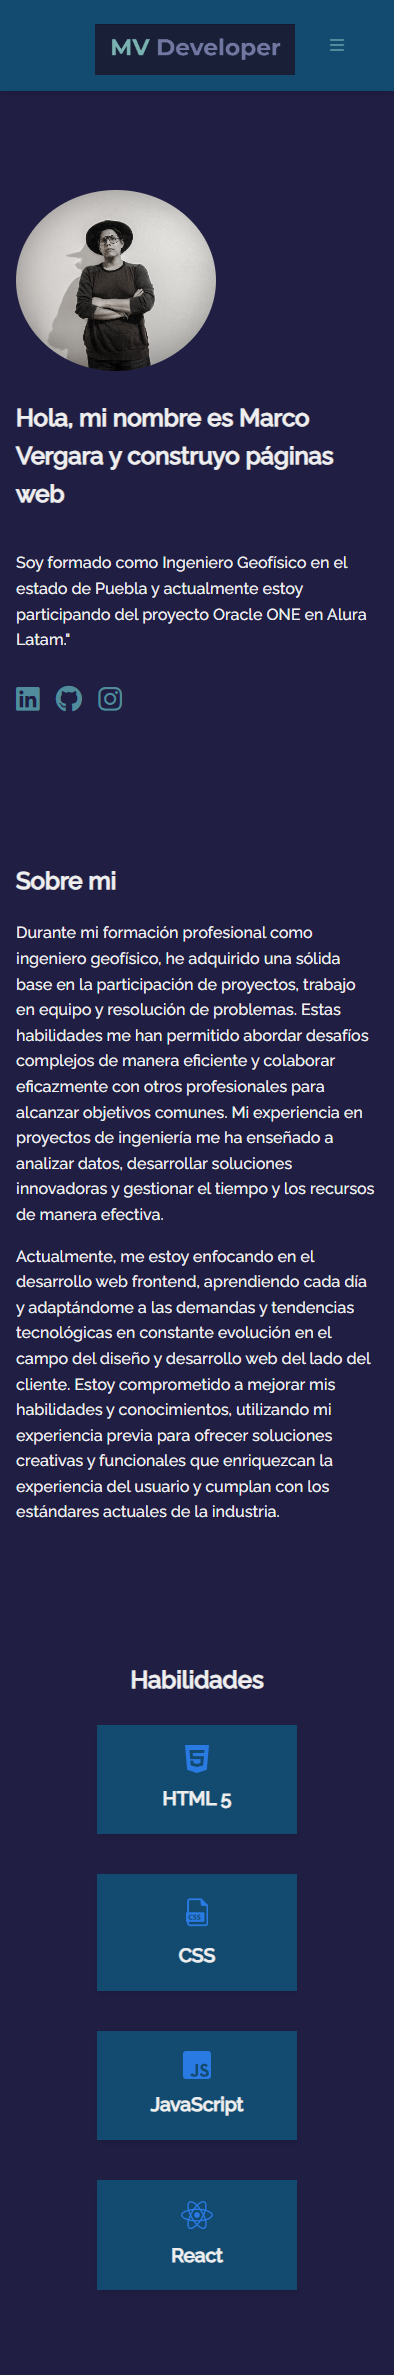 MV Developer
Hola, mi nombre es Marco
Vergara y construyo páginas
web
Soy formado como Ingeniero Geofísico en el
estado de Puebla y actualmente estoy
participando del proyecto Oracle ONE en Alura
Latam."
in
Sobre mi
Durante mi formación profesional como
ingeniero geofísico, he adquirido una sólida
base en la participación de proyectos, trabajo
en equipo y resolución de problemas. Estas
habilidades me han permitido abordar desafíos
complejos de manera eficiente y colaborar
eficazmente con otros profesionales para
alcanzar objetivos comunes. Mi experiencia en
proyectos de ingeniería me ha enseñado a
analizar datos, desarrollar soluciones
innovadoras y gestionar el tiempo y los recursos
de manera efectiva.
Actualmente, me estoy enfocando en el
desarrollo web frontend, aprendiendo cada día
y adaptándome a las demandas y tendencias
tecnológicas en constante evolución en el
campo del diseño y desarrollo web del lado del
cliente. Estoy comprometido a mejorar mis
habilidades y conocimientos, utilizando mi
experiencia previa para ofrecer soluciones
creativas y funcionales que enriquezcan la
experiencia del usuario y cumplan con los
estándares actuales de la industria.
Habilidades
5
HTML 5
CSS
CSS
JS
JavaScript
React